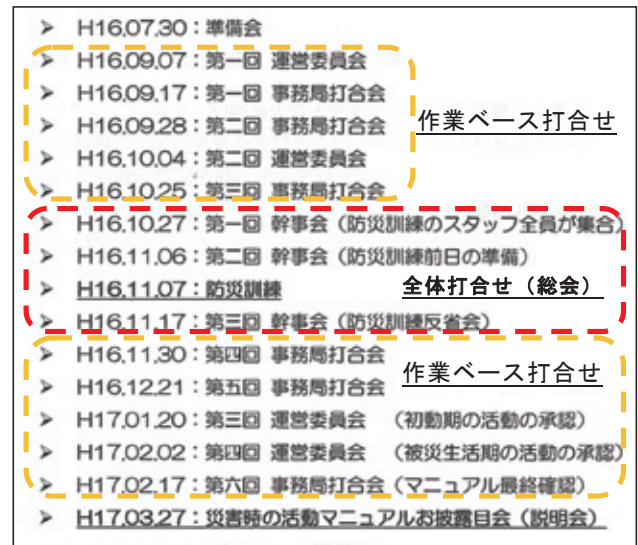 ➢ H16.07.30：準備会
➢ H16.09.07：第一回 運営委員会
➢ H16.09.17：第一回 事務局打合会
➢ H16.09.28：第二回 事務局打合会
作業ベース打合せ
➢ H16.10.04：第二回 運営委員会
➢ H16.10.25：第三回 事務局打合会
➢ H16.10.27：第一回 幹事会（防災訓練のスタッフ全員が集合）
➢ H16.11.06：第二回 幹事会（防災訓練前日の準備）
➢ H16.11.07：防災訓練
全体打合せ（総会）
➢ H16.11.17：第三回 幹事会（防災訓練反省会）
➢ H16.11.30：第四回 事務局打合会
作業ベース打合せ
➢ H16.12.21：第五回 事務局打合会
➢ H17.01.20：第三回 運営委員会 （初動期の活動の承認）
➢ H17.02.02：第四回 運営委員会 （被災生活期の活動の承認）
➢ H17.02.17：第六回 事務局打合会（マニュアル最終確認）
➢ H17.03.27：災害時の活動マニュアルお披露目会（説明会）